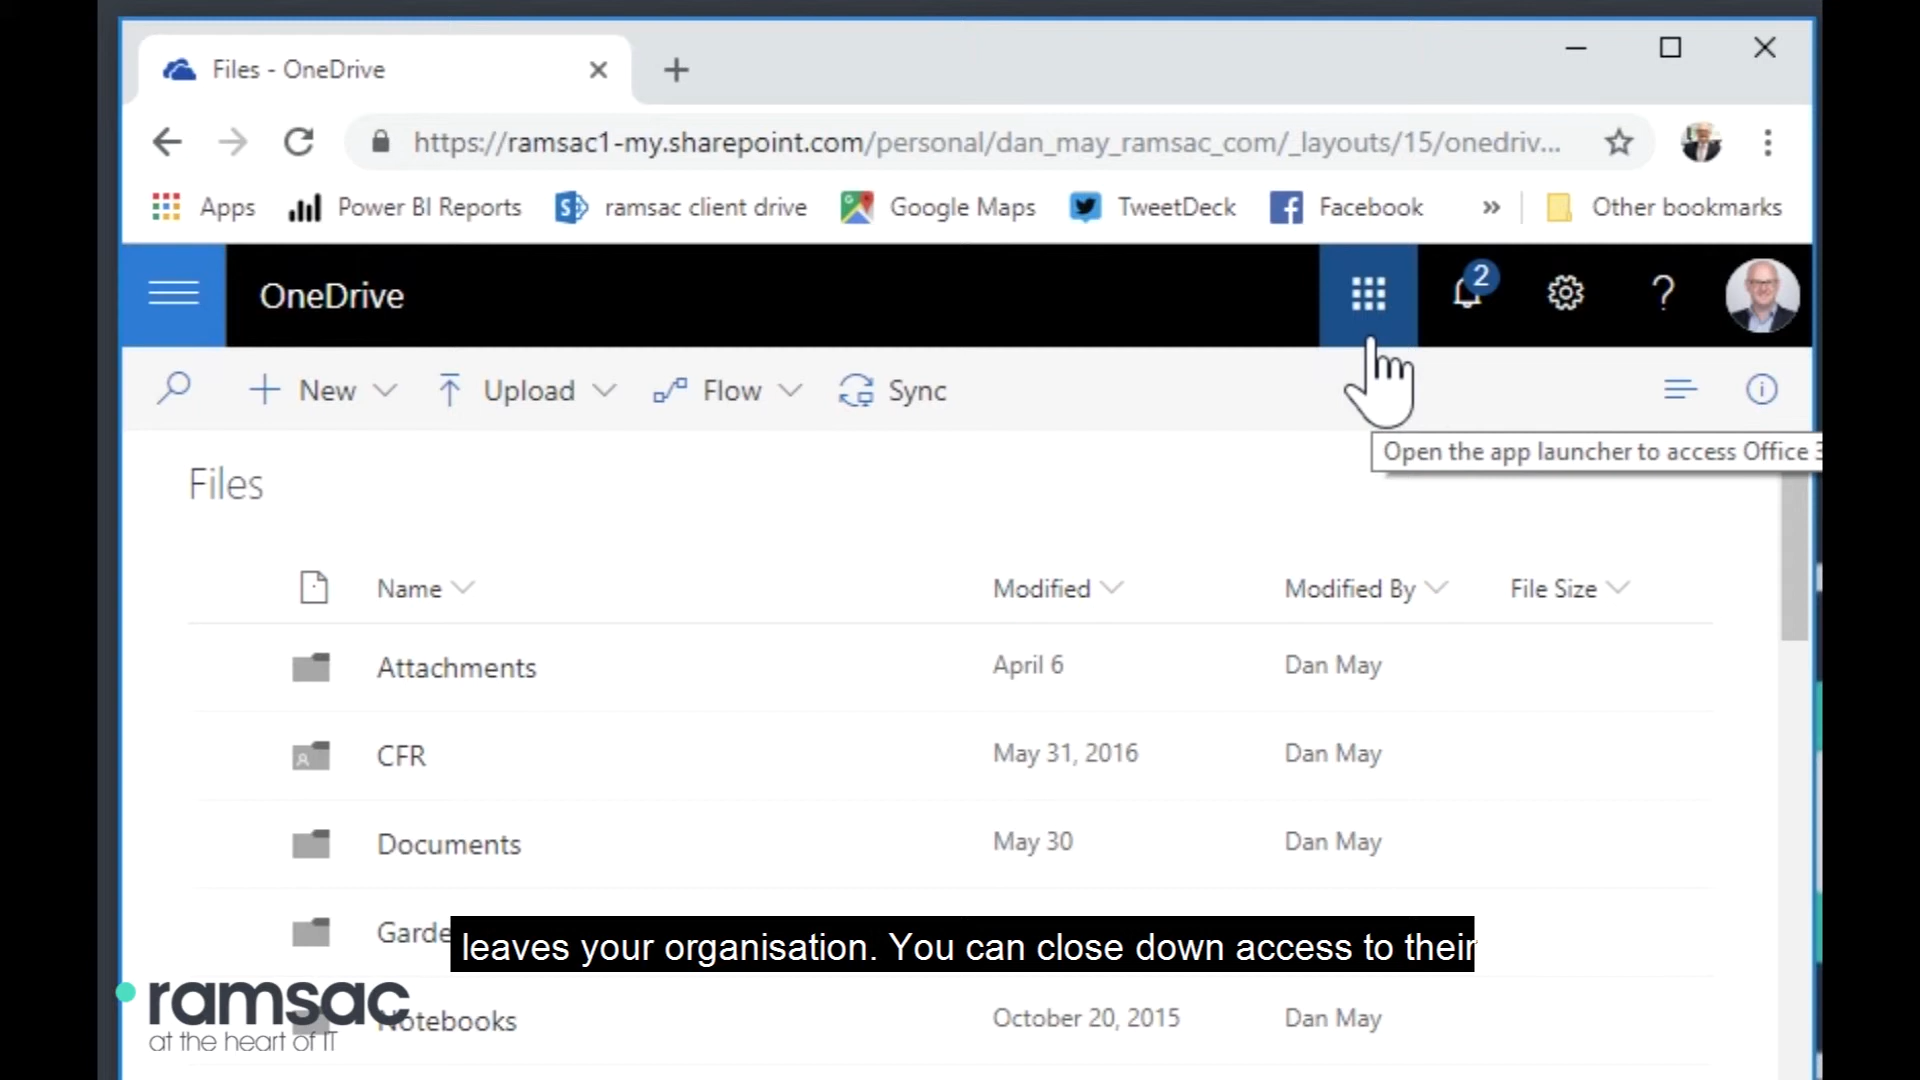 Files - OneDrive
https://ramsac1-my.sharepoint.com/personal/dan_may_ramsac_com/_layouts/15/onedriv...
Apps Power BI Reports ramsac client drive Google Maps TweetDeck Facebook » Other bookmarks
OneDrive 2 ?
New Upload Flow Sync
Open the app launcher to access Office 3
Files
Name Modified Modified By File Size
Attachments April 6 Dan May
CFR May 31, 2016 Dan May
Documents May 30 Dan May
Garde
leaves your organisation. You can close down access to their
Notebooks October 20, 2015 Dan May
ramsac
at the heart of IT